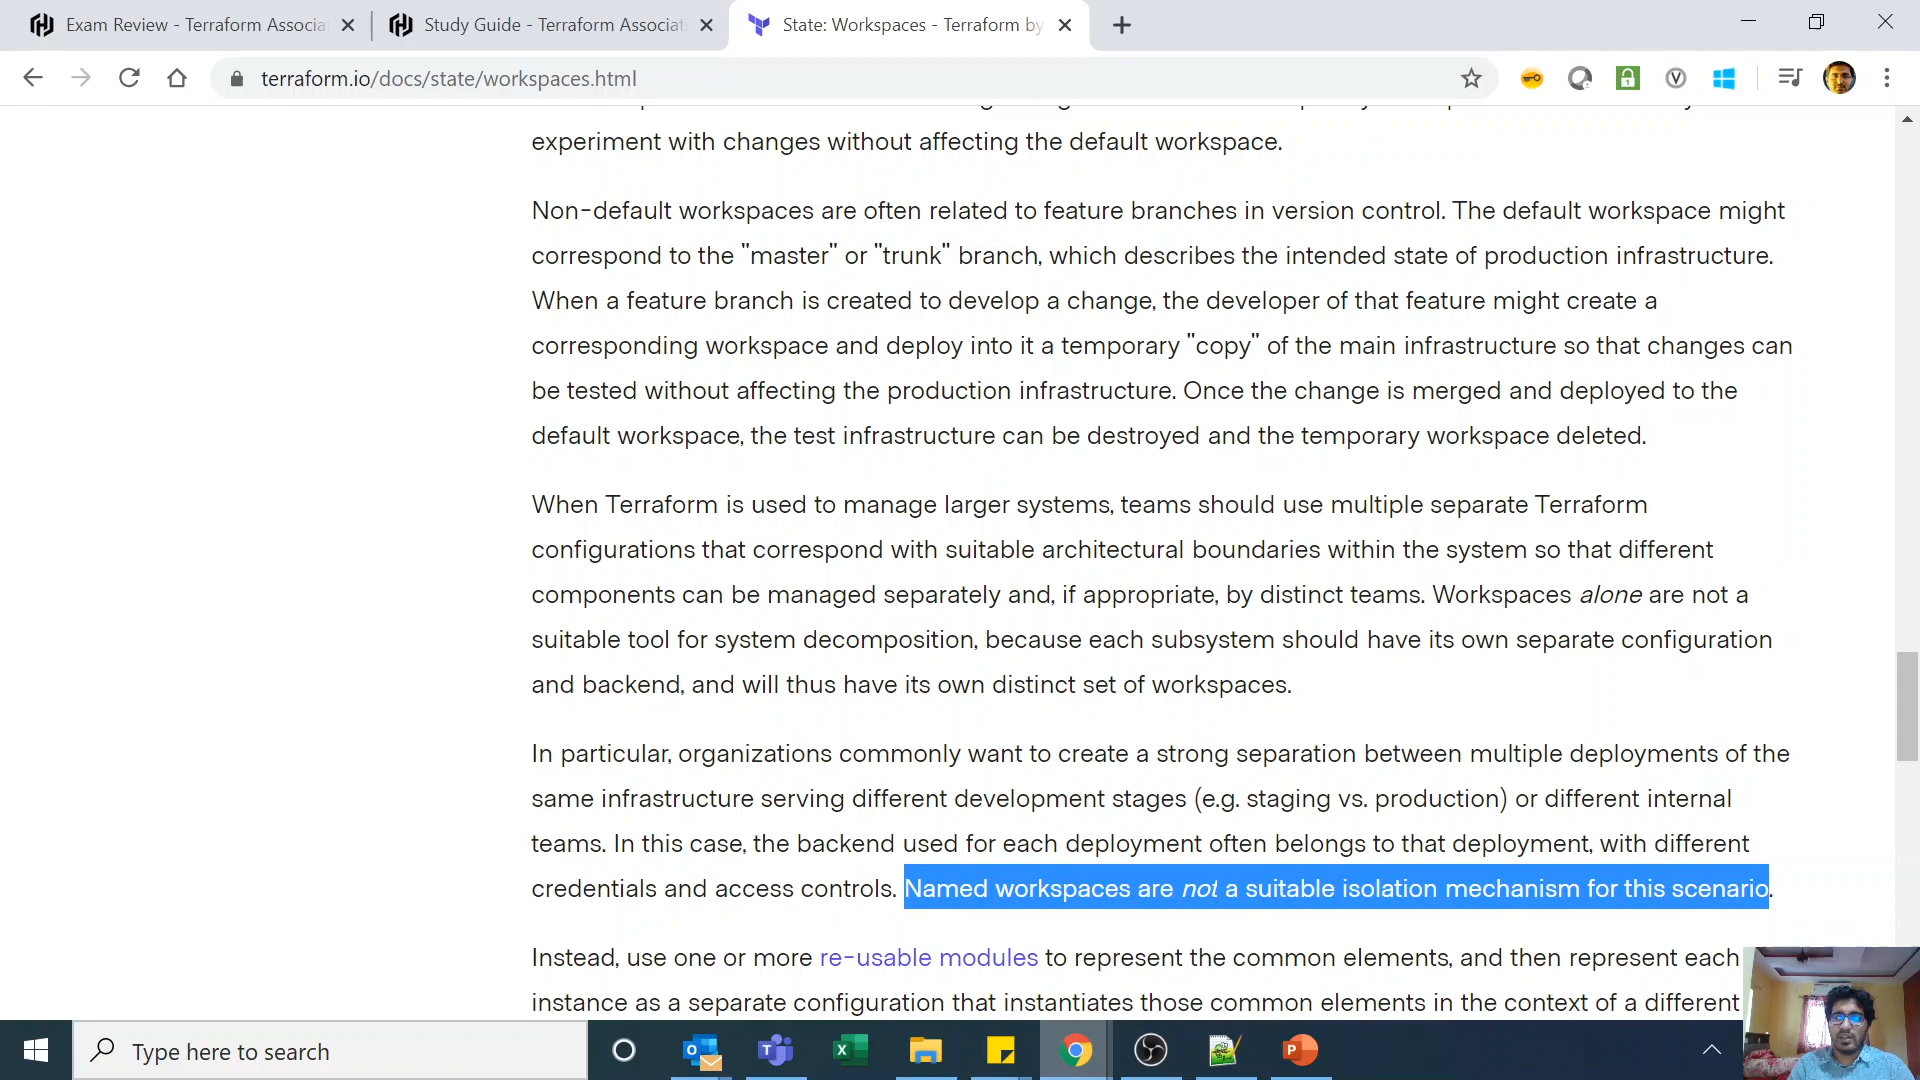 Exam Review - Terraform Associa
Study Guide - Terraform Associat
State: Workspaces - Terraform by
terraform.io/docs/state/workspaces.html
experiment with changes without affecting the default workspace.
Non-default workspaces are often related to feature branches in version control. The default workspace might
correspond to the "master" or "trunk" branch, which describes the intended state of production infrastructure.
When a feature branch is created to develop a change, the developer of that feature might create a
corresponding workspace and deploy into it a temporary "copy" of the main infrastructure so that changes can
be tested without affecting the production infrastructure. Once the change is merged and deployed to the
default workspace, the test infrastructure can be destroyed and the temporary workspace deleted.
When Terraform is used to manage larger systems, teams should use multiple separate Terraform
configurations that correspond with suitable architectural boundaries within the system so that different
components can be managed separately and, if appropriate, by distinct teams. Workspaces alone are not a
suitable tool for system decomposition, because each subsystem should have its own separate configuration
and backend, and will thus have its own distinct set of workspaces.
In particular, organizations commonly want to create a strong separation between multiple deployments of the
same infrastructure serving different development stages (e.g. staging vs. production) or different internal
teams. In this case, the backend used for each deployment often belongs to that deployment, with different
credentials and access controls. Named workspaces are not a suitable isolation mechanism for this scenario.
Instead, use one or more re-usable modules to represent the common elements, and then represent each
instance as a separate configuration that instantiates those common elements in the context of a different
Type here to search